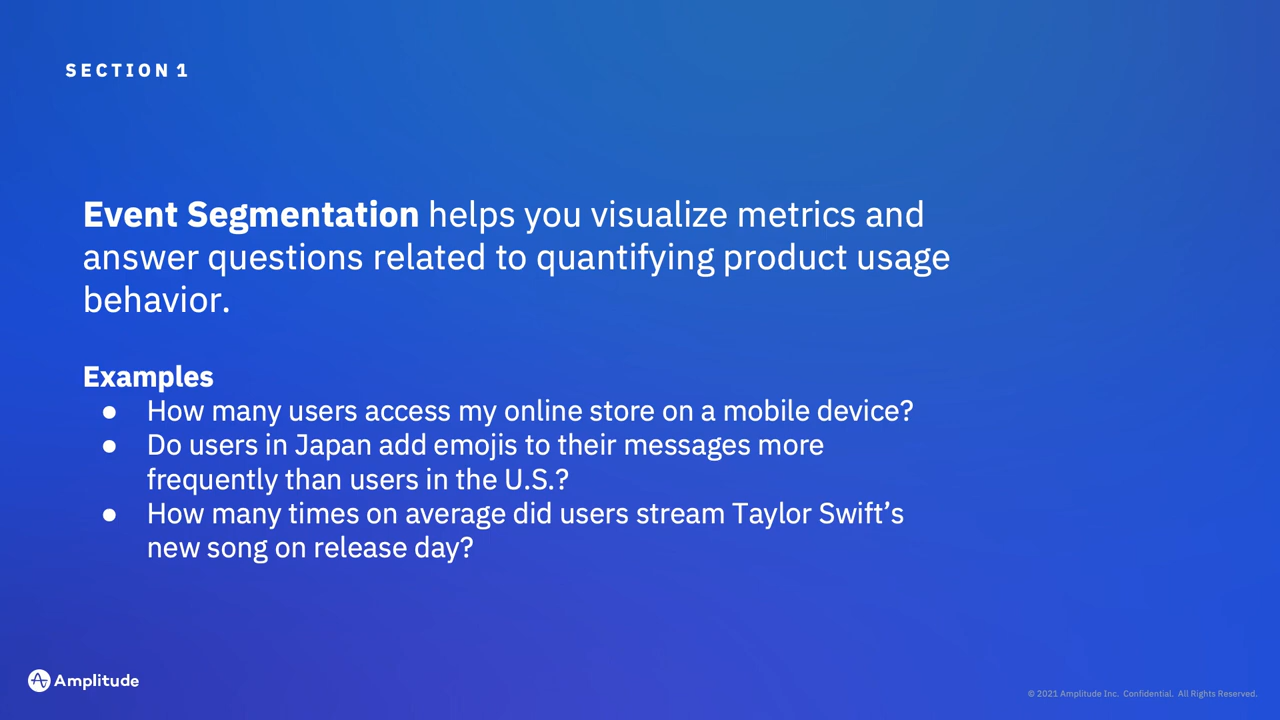 SECTION 1
Event Segmentation helps you visualize metrics and
answer questions related to quantifying product usage
behavior.
Examples
● How many users access my online store on a mobile device?
● Do users in Japan add emojis to their messages more
frequently than users in the U.S.?
● How many times on average did users stream Taylor Swift’s
new song on release day?
Amplitude
© 2021 Amplitude Inc. Confidential. All Rights Reserved.